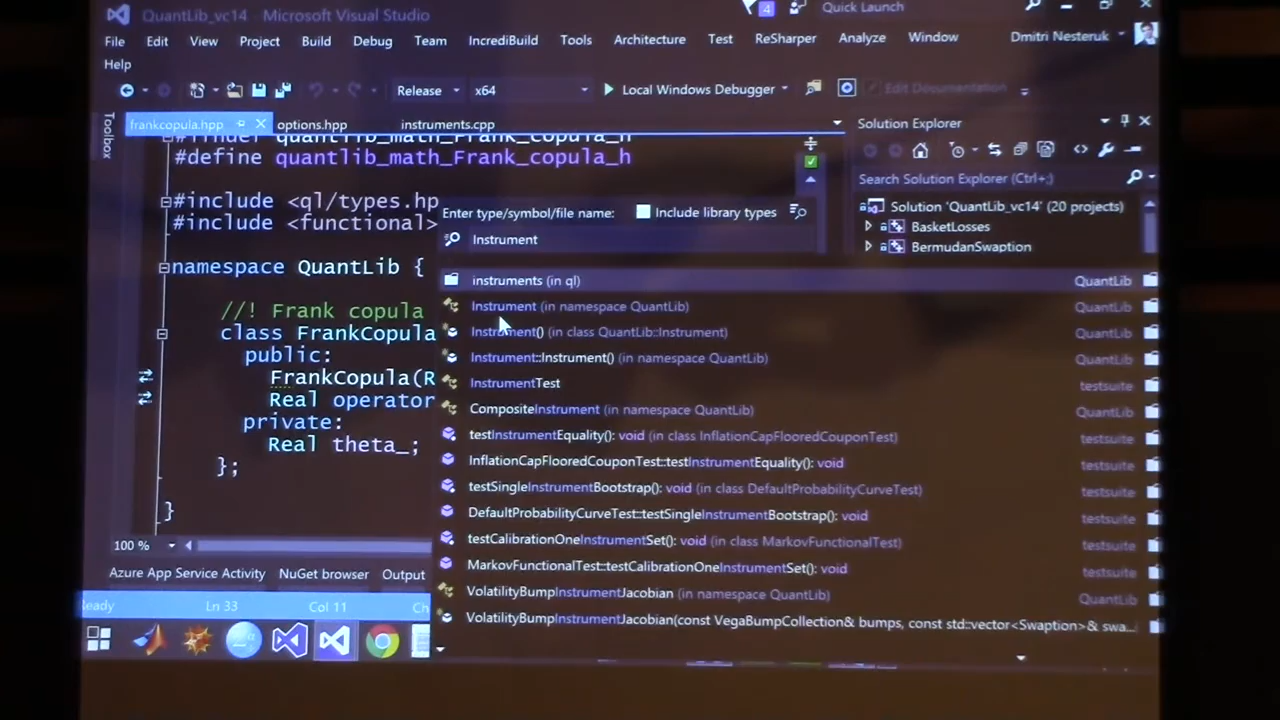 QuantLib_vc14 - Microsoft Visual Studio
4
Quick Launch
File Edit View Project Build Debug Team IncrediBuild Tools Architecture Test ReSharper Analyze Window
Dmitri Nesteruk
Help
Release x64 Local Windows Debugger Edit Documentation
Toolbox
frankcopula.hpp options.hpp instruments.cpp
Solution Explorer
#ifndef quantlib_math_Frank_copula_h
#define quantlib_math_Frank_copula_h
Search Solution Explorer (Ctrl+;)
#include <ql/types.hp
#include <functional>
Enter type/symbol/file name: Include library types
Solution 'QuantLib_vc14' (20 projects)
BasketLosses
BermudanSwaption
Instrument
namespace QuantLib {
//! Frank copula
class FrankCopula
public:
FrankCopula(R
Real operator
private:
Real theta_;
};
}
instruments (in ql) QuantLib
Instrument (in namespace QuantLib) QuantLib
Instrument() (in class QuantLib::Instrument) QuantLib
Instrument::Instrument() (in namespace QuantLib) QuantLib
InstrumentTest testsuite
CompositeInstrument (in namespace QuantLib) QuantLib
testInstrumentEquality(): void (in class InflationCapFlooredCouponTest) testsuite
InflationCapFlooredCouponTest::testInstrumentEquality(): void testsuite
testSingleInstrumentBootstrap(): void (in class DefaultProbabilityCurveTest) testsuite
DefaultProbabilityCurveTest::testSingleInstrumentBootstrap(): void testsuite
testCalibrationOneInstrumentSet(): void (in class MarkovFunctionalTest) testsuite
MarkovFunctionalTest::testCalibrationOneInstrumentSet(): void testsuite
VolatilityBumpInstrumentJacobian (in namespace QuantLib) QuantLib
VolatilityBumpInstrumentJacobian(const VegaBumpCollection& bumps, const std::vector<Swaption>& swa...
100 %
Azure App Service Activity NuGet browser Output
Ready Ln 33 Col 11 Ch